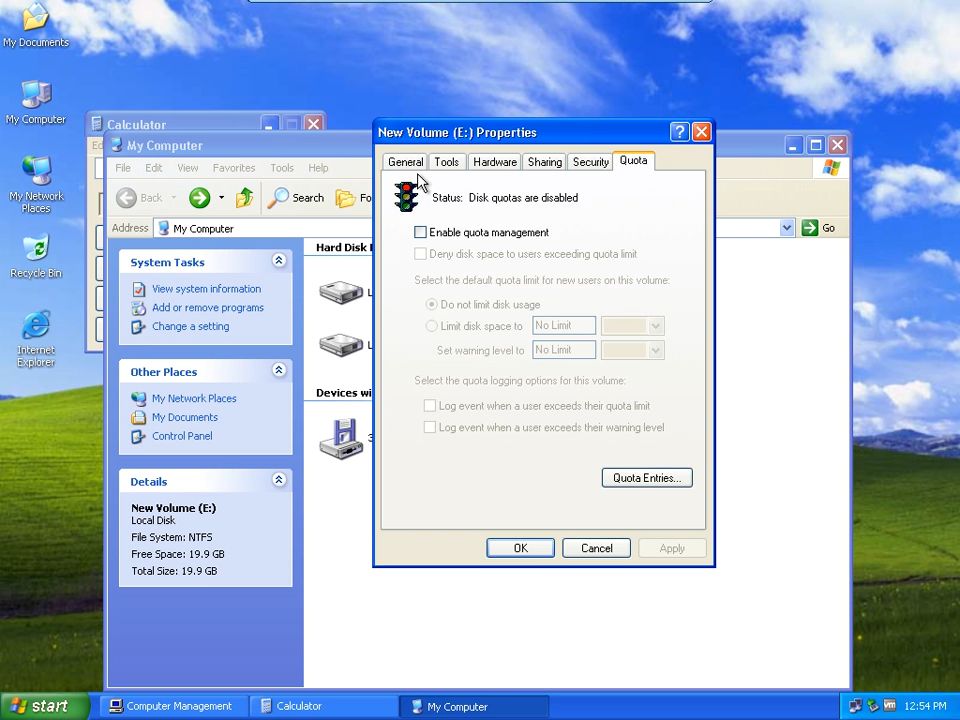 My Documents
My Computer
My Network
Places
Recycle Bin
Internet
Explorer
Calculator
Ed
My Computer
File Edit View Favorites Tools Help
Back Search Fo
Address My Computer Go
System Tasks
View system information
Add or remove programs
Change a setting
Other Places
My Network Places
My Documents
Control Panel
Details
New Volume (E:)
Local Disk
File System: NTFS
Free Space: 19.9 GB
Total Size: 19.9 GB
Hard Disk
L
L
Devices wi
3
New Volume (E:) Properties
General Tools Hardware Sharing Security Quota
Status: Disk quotas are disabled
Enable quota management
Deny disk space to users exceeding quota limit
Select the default quota limit for new users on this volume:
Do not limit disk usage
Limit disk space to No Limit
Set warning level to No Limit
Select the quota logging options for this volume:
Log event when a user exceeds their quota limit
Log event when a user exceeds their warning level
Quota Entries...
OK Cancel Apply
start Computer Management Calculator My Computer 12:54 PM